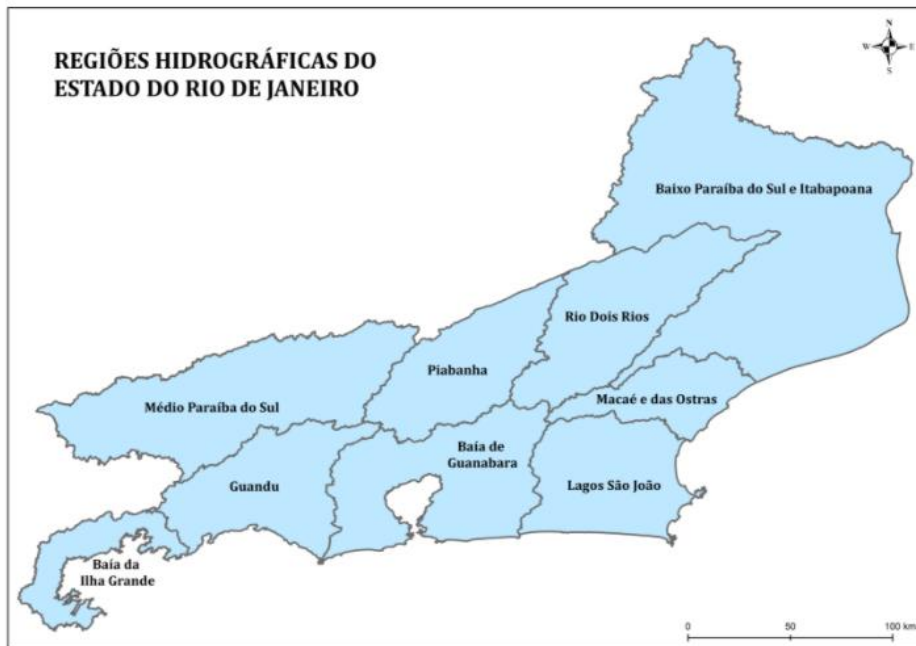 REGIÕES HIDROGRÁFICAS DO
ESTADO DO RIO DE JANEIRO
N
W E
S
Baixo Paraíba do Sul e Itabapoana
Rio Dois Rios
Piabanha
Macaé e das Ostras
Médio Paraíba do Sul
Baía de
Guanabara
Guandu
Lagos São João
Baía da
Ilha Grande
0 50 100 km